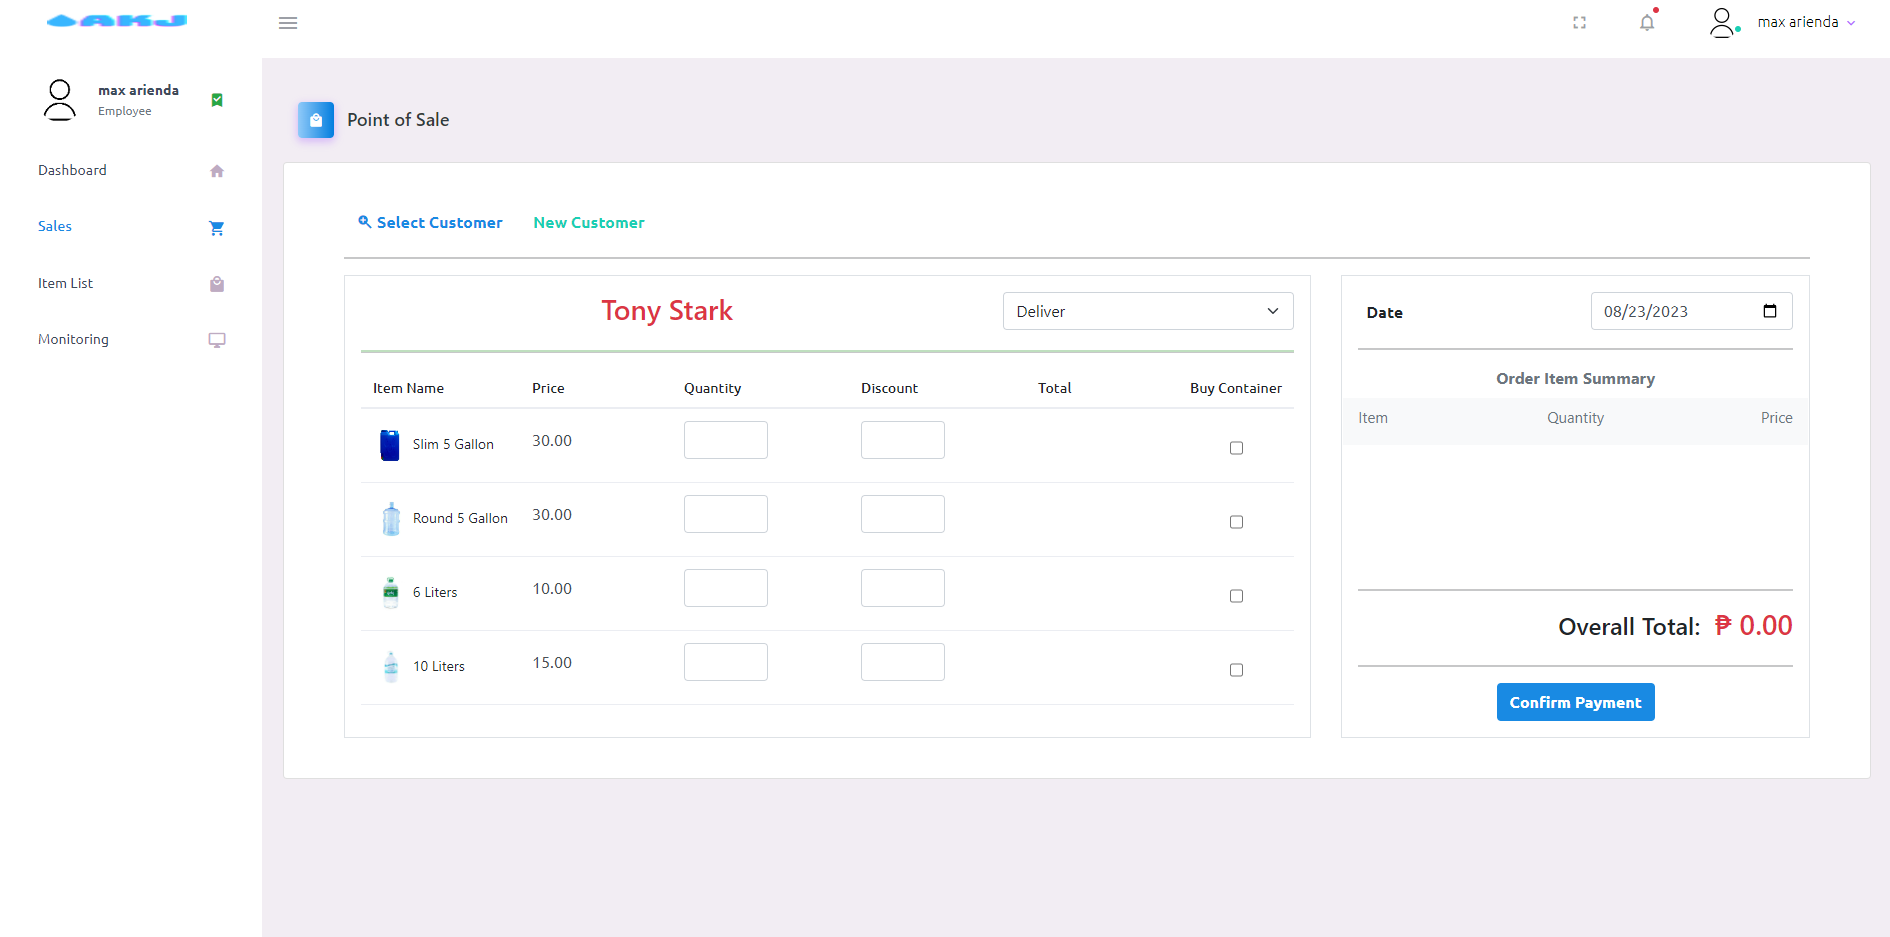 AKJ
max arienda
max arienda
Employee
Dashboard
Sales
Item List
Monitoring
Point of Sale
Select Customer New Customer
Tony Stark
Deliver
Item Name Price Quantity Discount Total Buy Container
Slim 5 Gallon 30.00
Round 5 Gallon 30.00
6 Liters 10.00
10 Liters 15.00
Date 08/23/2023
Order Item Summary
Item Quantity Price
Overall Total: ₱ 0.00
Confirm Payment